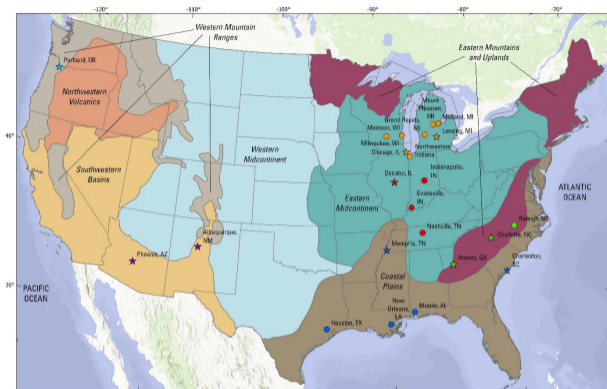 -120°
-110°
-100°
-90°
-80°
-70°
Western Mountain
Ranges
Portland, OR
Eastern Mountains
and Uplands
Northwestern
Volcanics
Mount
Pleasant,
MI
Midland, MI
Grand Rapids,
MI
Lansing, MI
Madison, WI
Milwaukee, WI
Chicago, IL
Northwestern
Indiana
40°
Western
Midcontinent
Southwestern
Basins
Indianapolis,
IN
Decatur, IL
Evansville,
IN
Eastern
Midcontinent
ATLANTIC
OCEAN
Nashville, TN
Raleigh, NC
Charlotte, NC
Albuquerque,
NM
Memphis, TN
Phoenix, AZ
Atlanta, GA
Charleston,
SC
Coastal
Plains
PACIFIC
OCEAN
30°
New
Orleans,
LA
Mobile, AL
Houston, TX